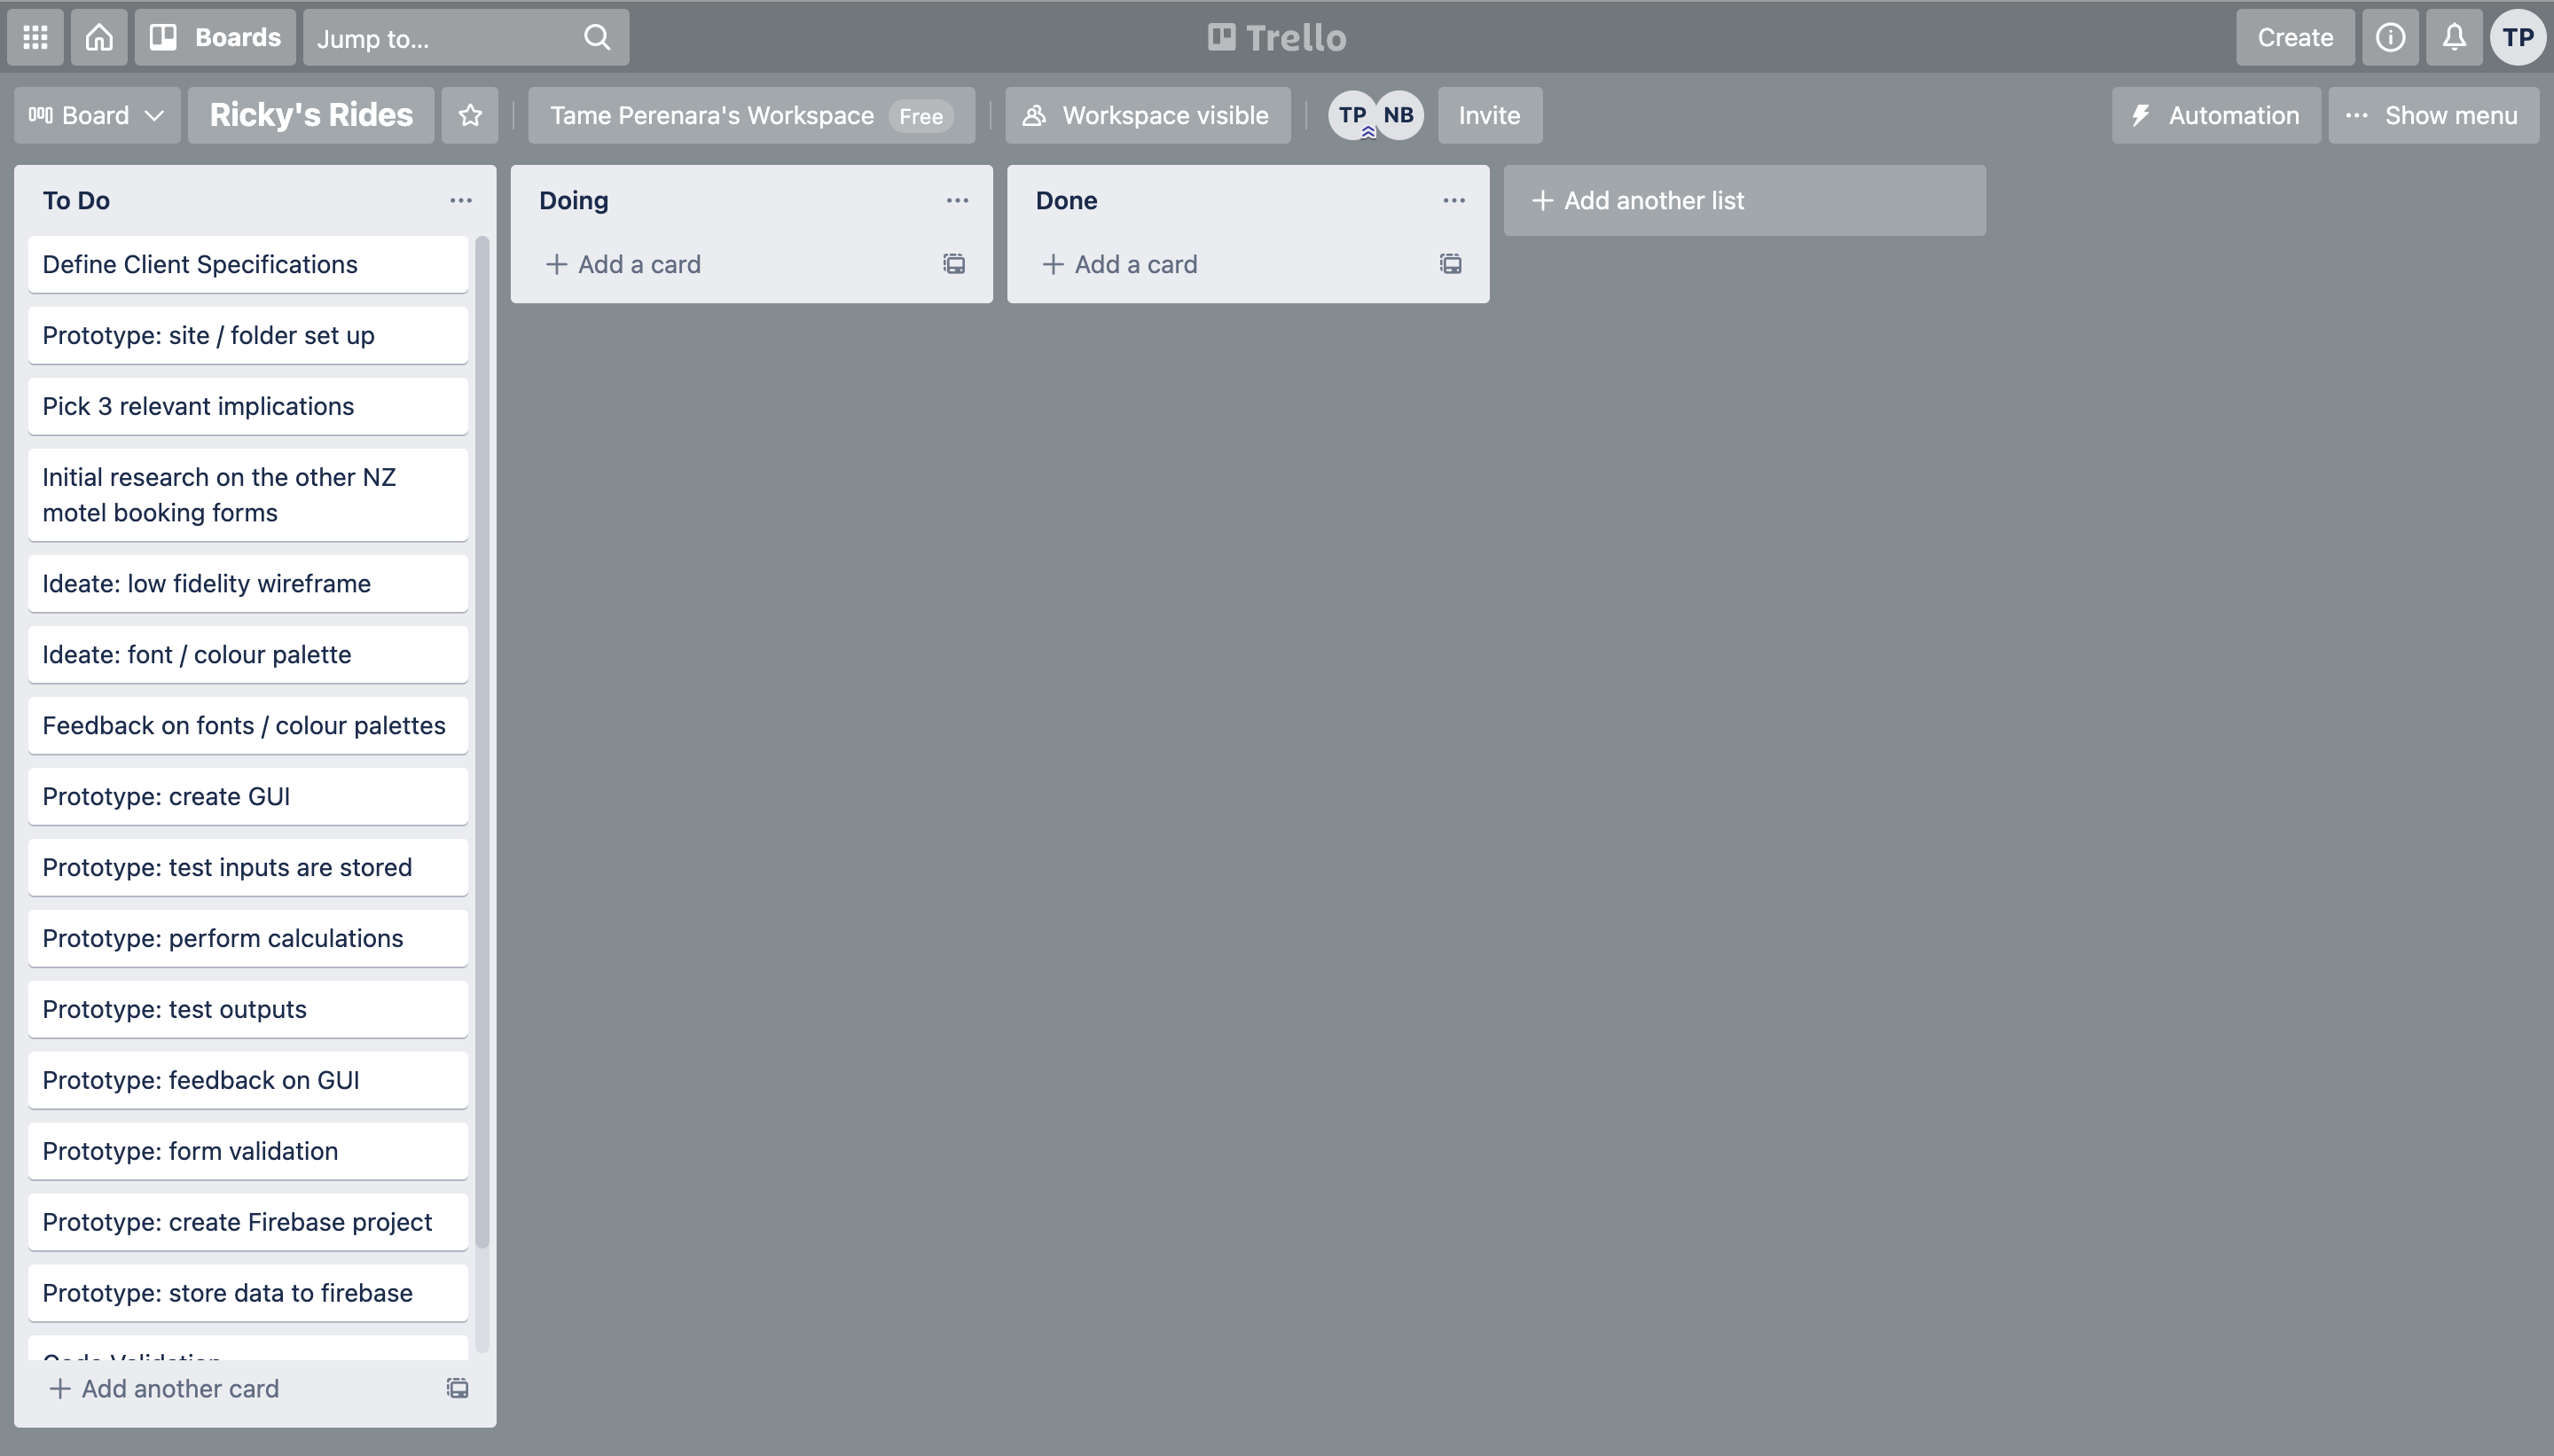 Boards
Jump to...
Trello
Create
TP
Board
Ricky's Rides
Tame Perenara's Workspace Free
Workspace visible
TP NB
Invite
Automation
... Show menu
To Do
Define Client Specifications
Prototype: site / folder set up
Pick 3 relevant implications
Initial research on the other NZ
motel booking forms
Ideate: low fidelity wireframe
Ideate: font / colour palette
Feedback on fonts / colour palettes
Prototype: create GUI
Prototype: test inputs are stored
Prototype: perform calculations
Prototype: test outputs
Prototype: feedback on GUI
Prototype: form validation
Prototype: create Firebase project
Prototype: store data to firebase
Code Validation
+ Add another card
Doing
+ Add a card
Done
+ Add a card
+ Add another list